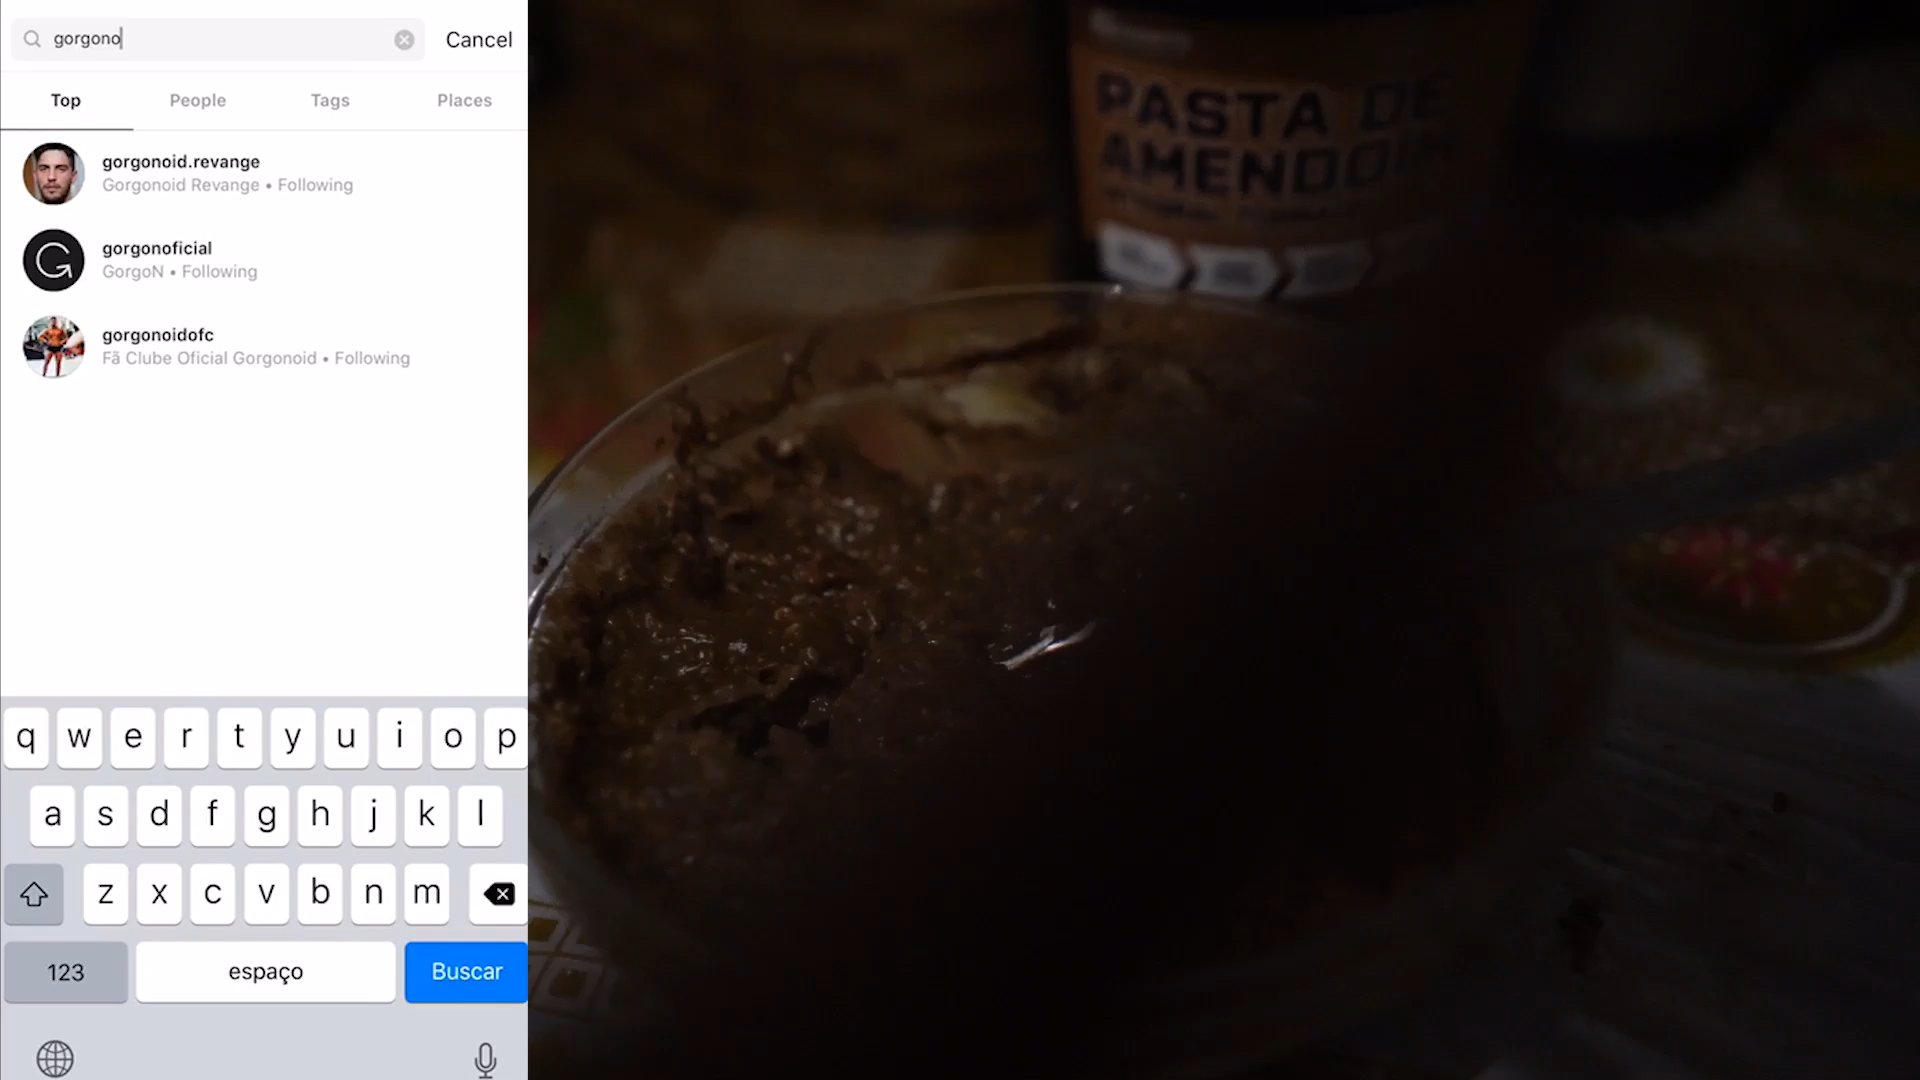 gorgono
Cancel
Top
People
Tags
Places
gorgonoid.revange
Gorgonoid Revange • Following
gorgonoficial
GorgoN • Following
gorgonoidofc
Fã Clube Oficial Gorgonoid • Following
q w e r t y u i o p
a s d f g h j k l
z x c v b n m
123
espaço
Buscar
PASTA DE
AMENDOIM